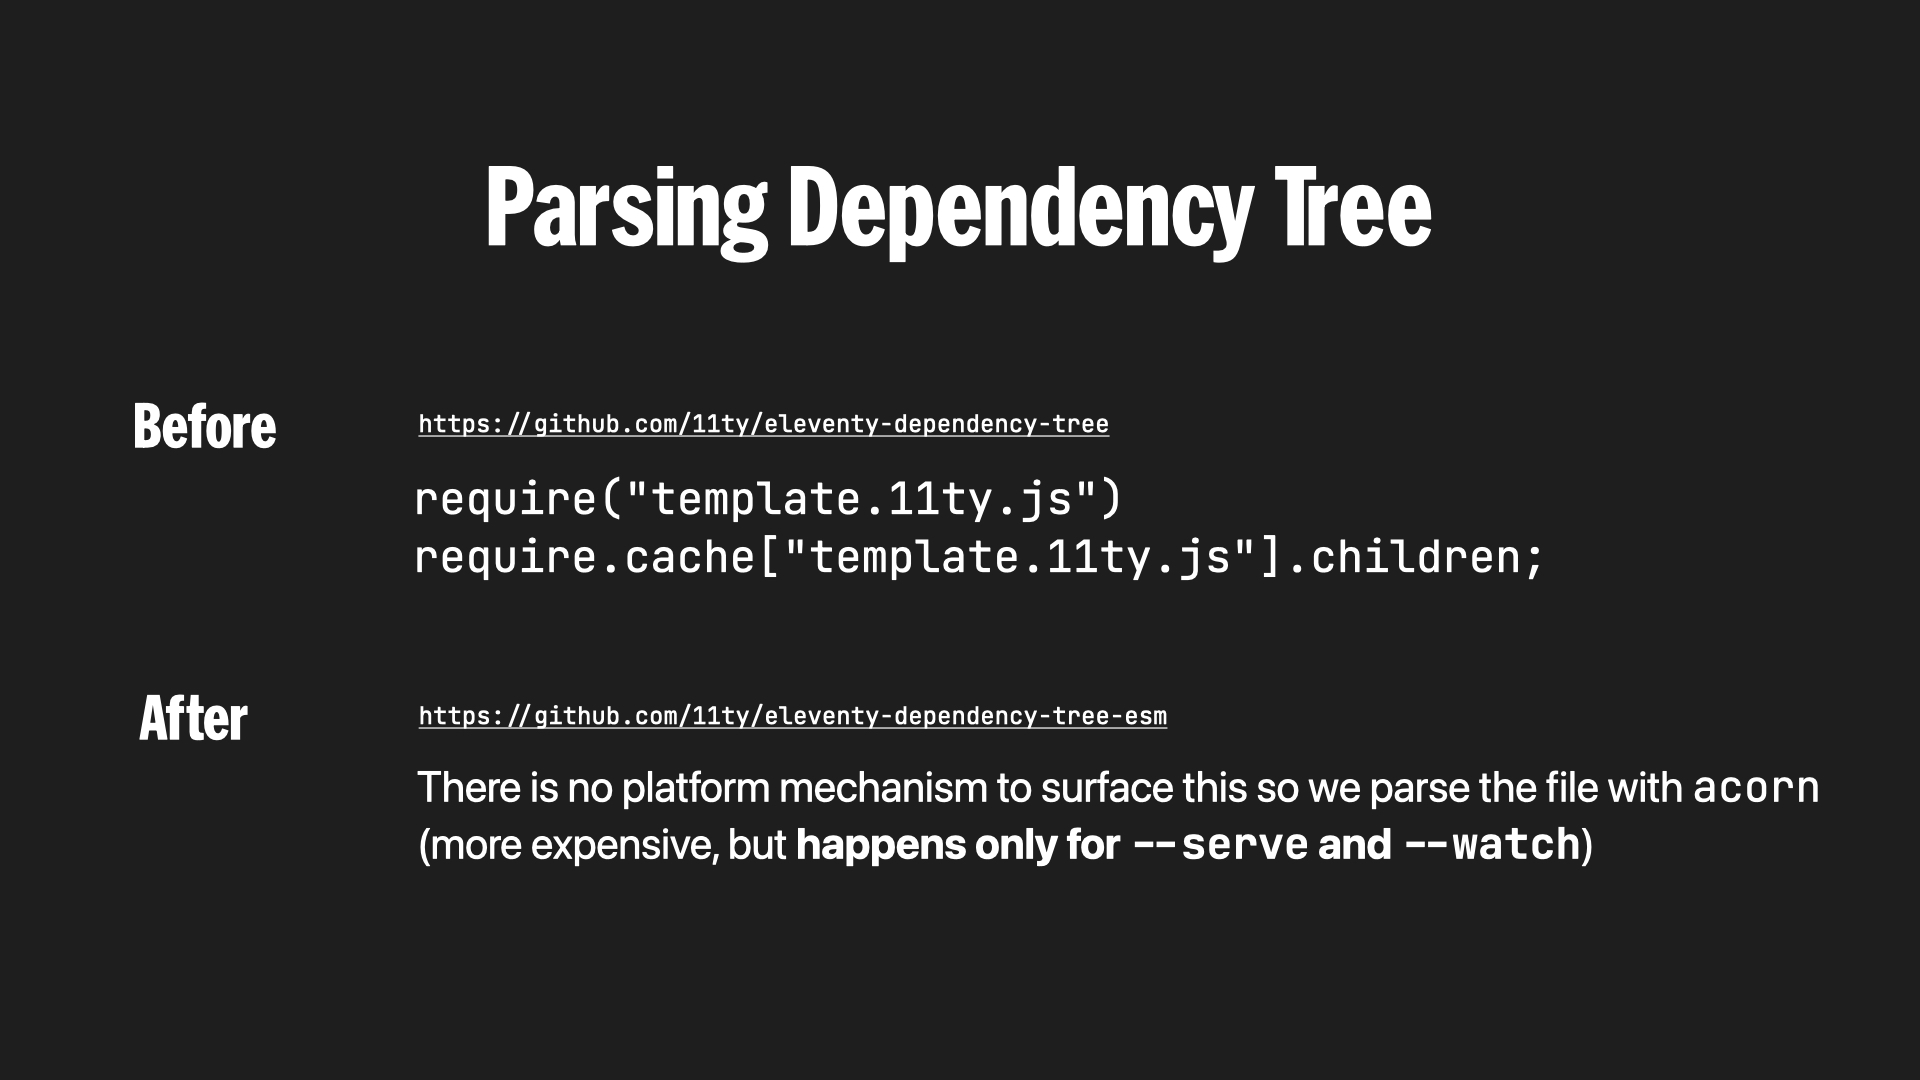 Parsing Dependency Tree
Before
https://github.com/11ty/eleventy-dependency-tree
require("template.11ty.js")
require.cache["template.11ty.js"].children;
After
https://github.com/11ty/eleventy-dependency-tree-esm
There is no platform mechanism to surface this so we parse the file with acorn
(more expensive, but happens only for --serve and --watch)